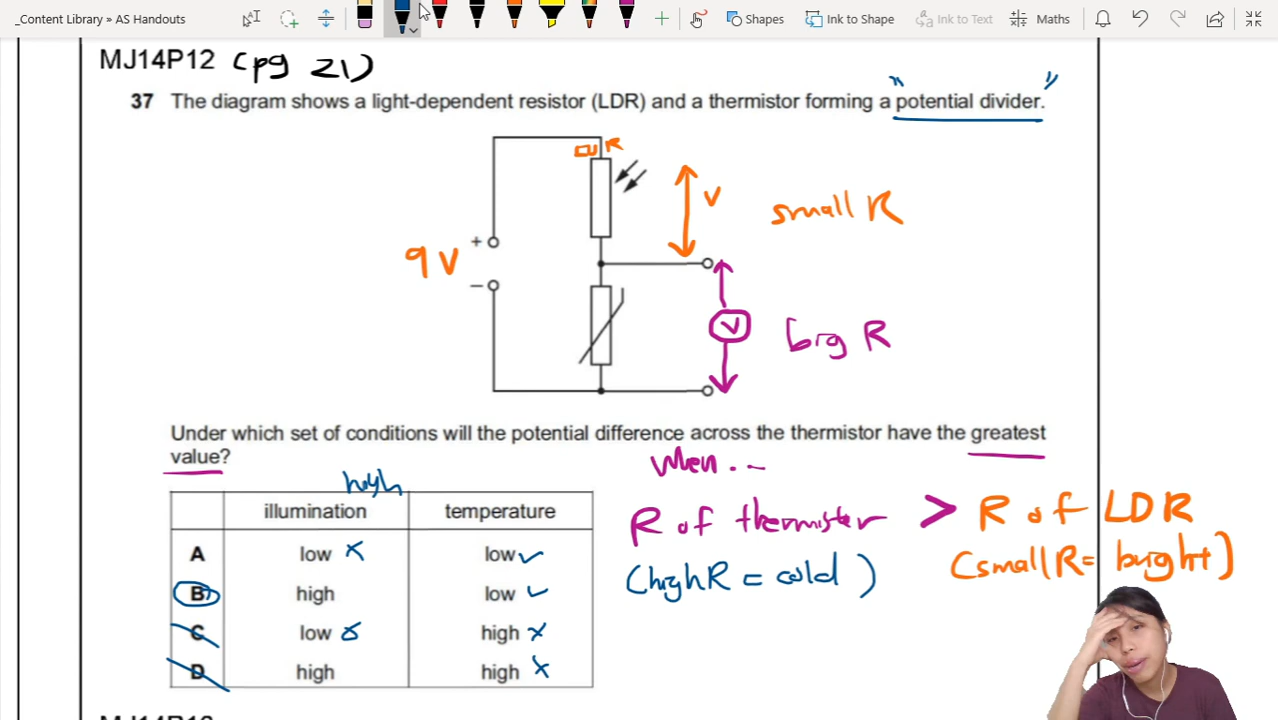 _Content Library » AS Handouts
Shapes
Ink to Shape
Ink to Text
Maths
MJ14P12 (pg 21)
37 The diagram shows a light-dependent resistor (LDR) and a thermistor forming a "potential divider."
R
V
small R
+
9V
−
V
big R
Under which set of conditions will the potential difference across the thermistor have the greatest
value?
when...
high
illumination temperature
R of thermister > R of LDR
A low x low ✓
(high R = cold) (small R = bright)
B high low ✓
C low x high x
D high high x